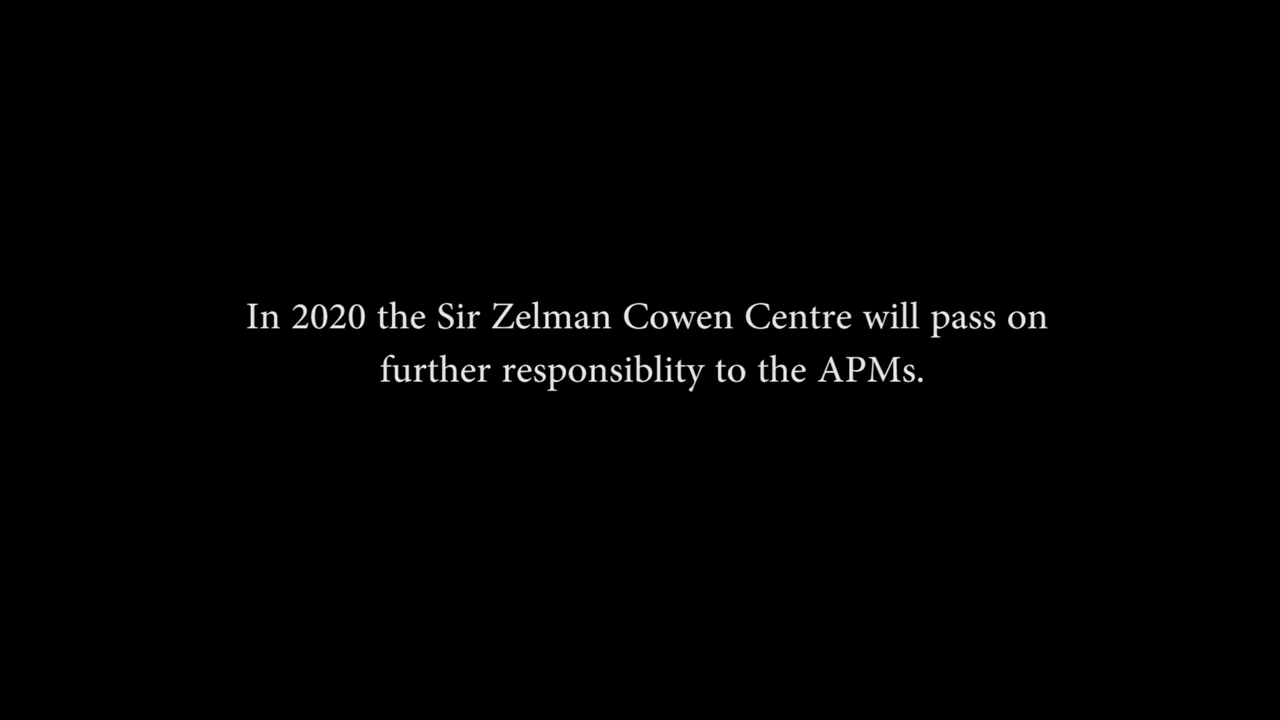 In 2020 the Sir Zelman Cowen Centre will pass on
further responsiblity to the APMs.